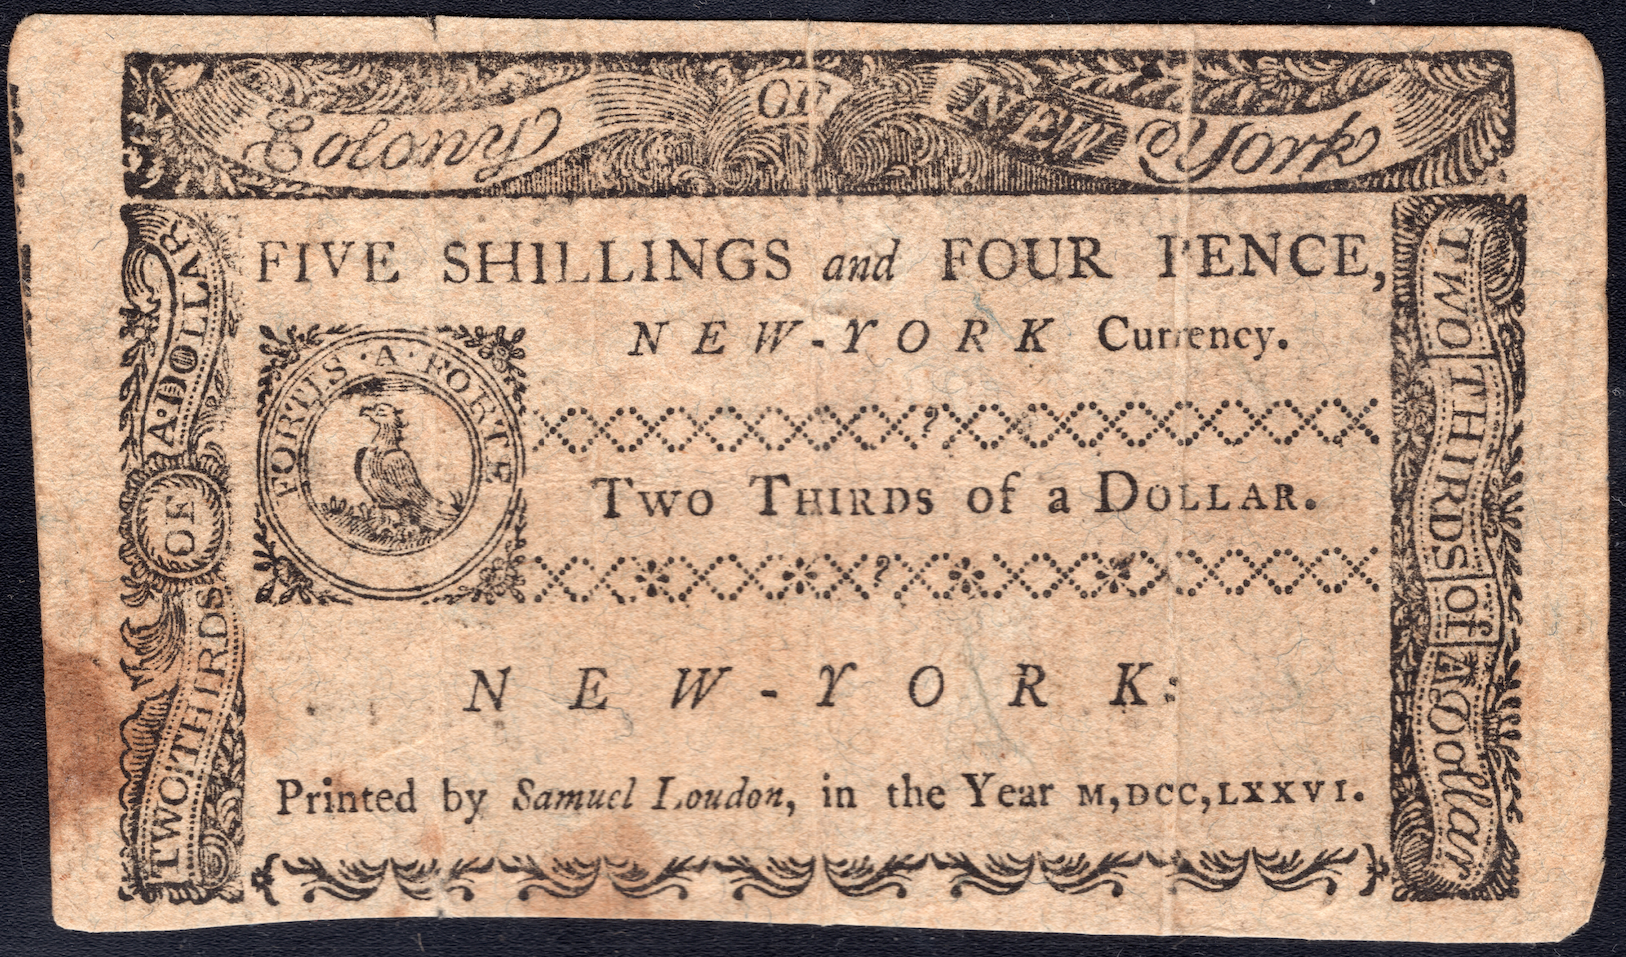 Colony OF NEW York
FIVE SHILLINGS and FOUR PENCE,
NEW-YORK Currency.
FORTIS·A·FORTE
Two Thirds of a Dollar.
NEW-YORK:
Printed by Samuel Loudon, in the Year M,DCC,LXXVI.
TWO THIRDS OF A·DOLLAR
TWO THIRDS of A Dollar